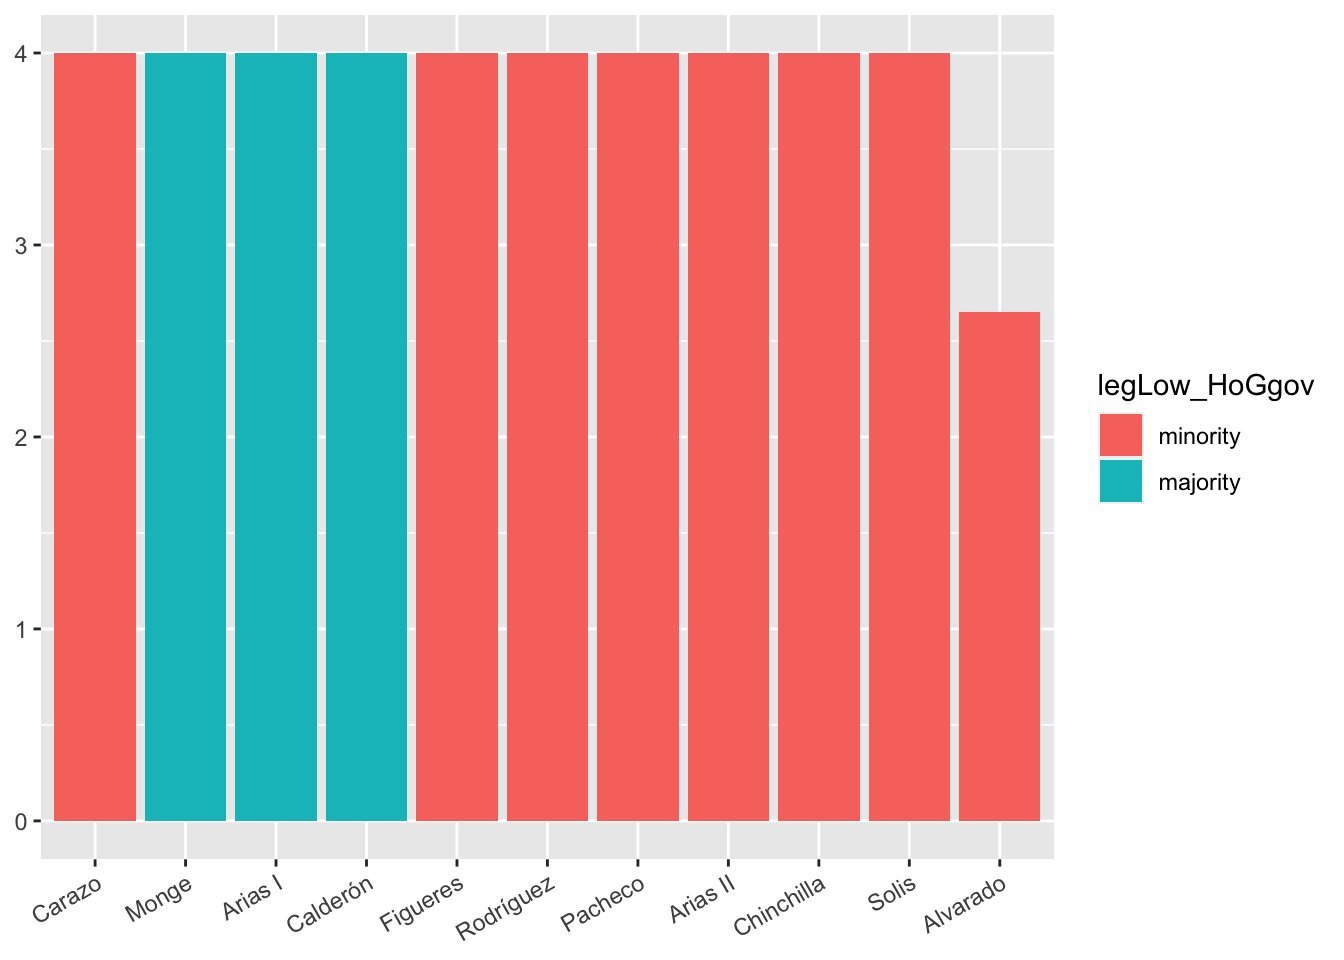 4
3
2
1
0
Carazo
Monge
Arias I
Calderón
Figueres
Rodríguez
Pacheco
Arias II
Chinchilla
Solis
Alvarado
legLow_HoGgov
minority
majority